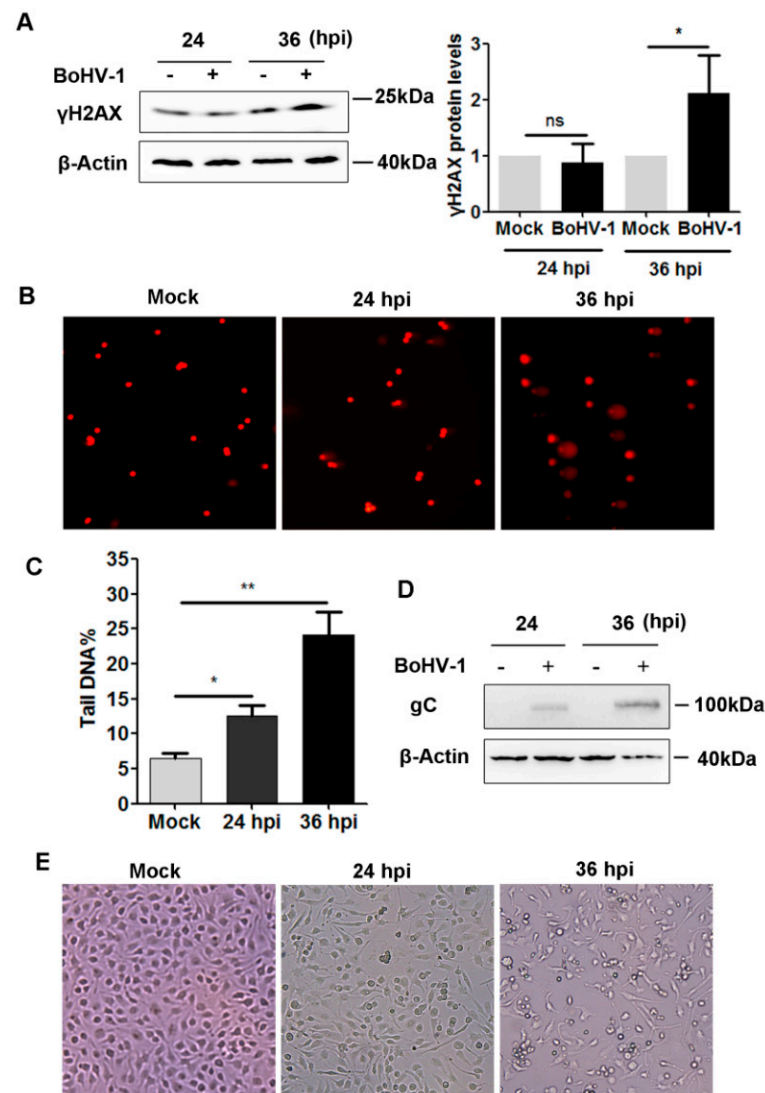 A
24 36 (hpi)
BoHV-1 - + - +
γH2AX
25kDa
β-Actin
40kDa
γH2AX protein levels
3
2
1
0
ns
*
Mock BoHV-1 Mock BoHV-1
24 hpi 36 hpi
B
Mock 24 hpi 36 hpi
C
Tail DNA%
35
30
25
20
15
10
5
0
*
**
Mock 24 hpi 36 hpi
D
24 36 (hpi)
BoHV-1 - + - +
gC
100kDa
β-Actin
40kDa
E
Mock 24 hpi 36 hpi